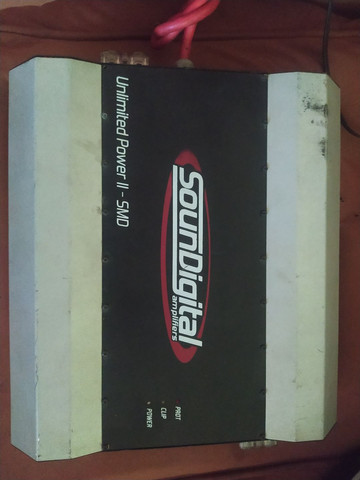 Unlimited Power II - SMD
SounDigital
amplifiers
PROT
CLIP
POWER